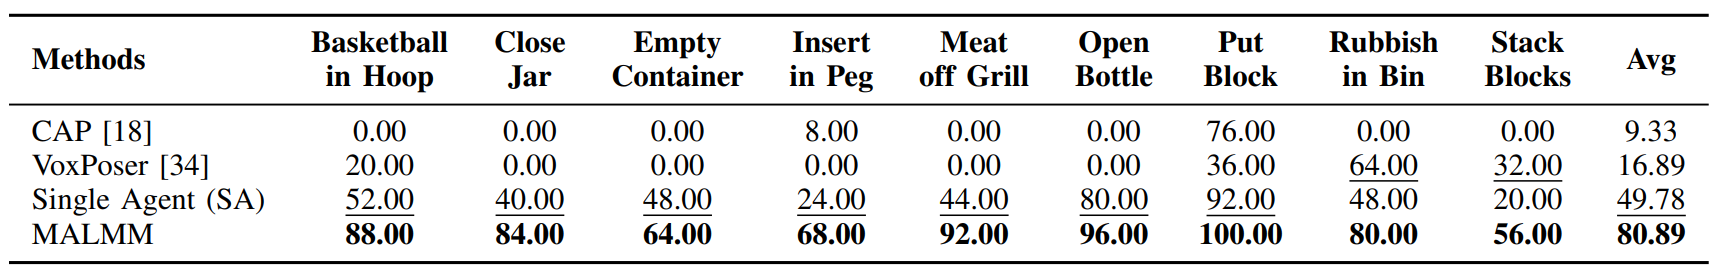 Methods Basketball in Hoop Close Jar Empty Container Insert in Peg Meat off Grill Open Bottle Put Block Rubbish in Bin Stack Blocks Avg
CAP [18] 0.00 0.00 0.00 8.00 0.00 0.00 76.00 0.00 0.00 9.33
VoxPoser [34] 20.00 0.00 0.00 0.00 0.00 0.00 36.00 64.00 32.00 16.89
Single Agent (SA) 52.00 40.00 48.00 24.00 44.00 80.00 92.00 48.00 20.00 49.78
MALMM 88.00 84.00 64.00 68.00 92.00 96.00 100.00 80.00 56.00 80.89